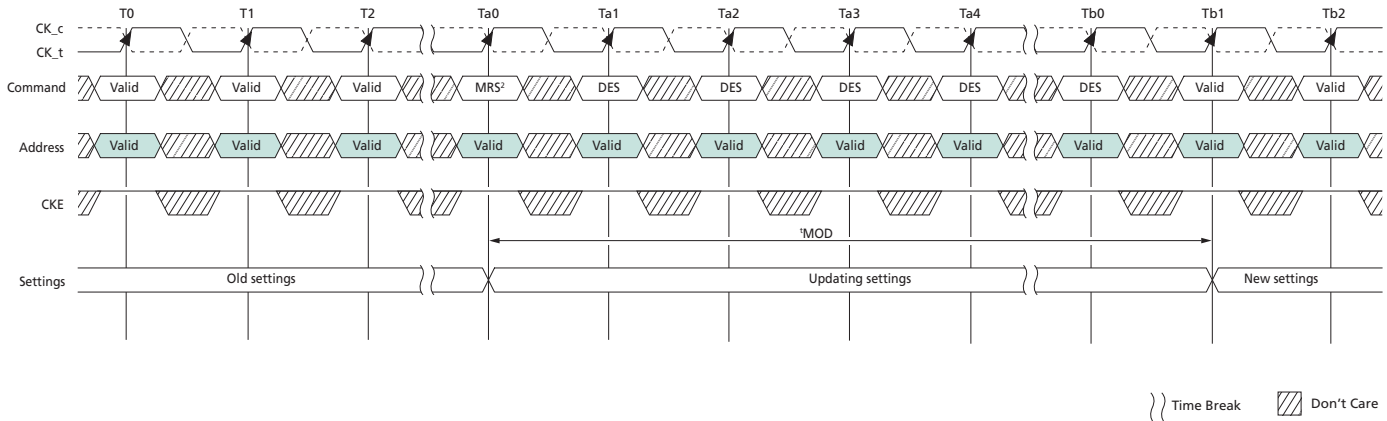 T0 T1 T2 Ta0 Ta1 Ta2 Ta3 Ta4 Tb0 Tb1 Tb2
CK_c
CK_t
Command Valid Valid Valid MRS² DES DES DES DES DES Valid Valid
Address Valid Valid Valid Valid Valid Valid Valid Valid Valid Valid Valid
CKE
ᵗMOD
Settings Old settings Updating settings New settings
Time Break Don't Care